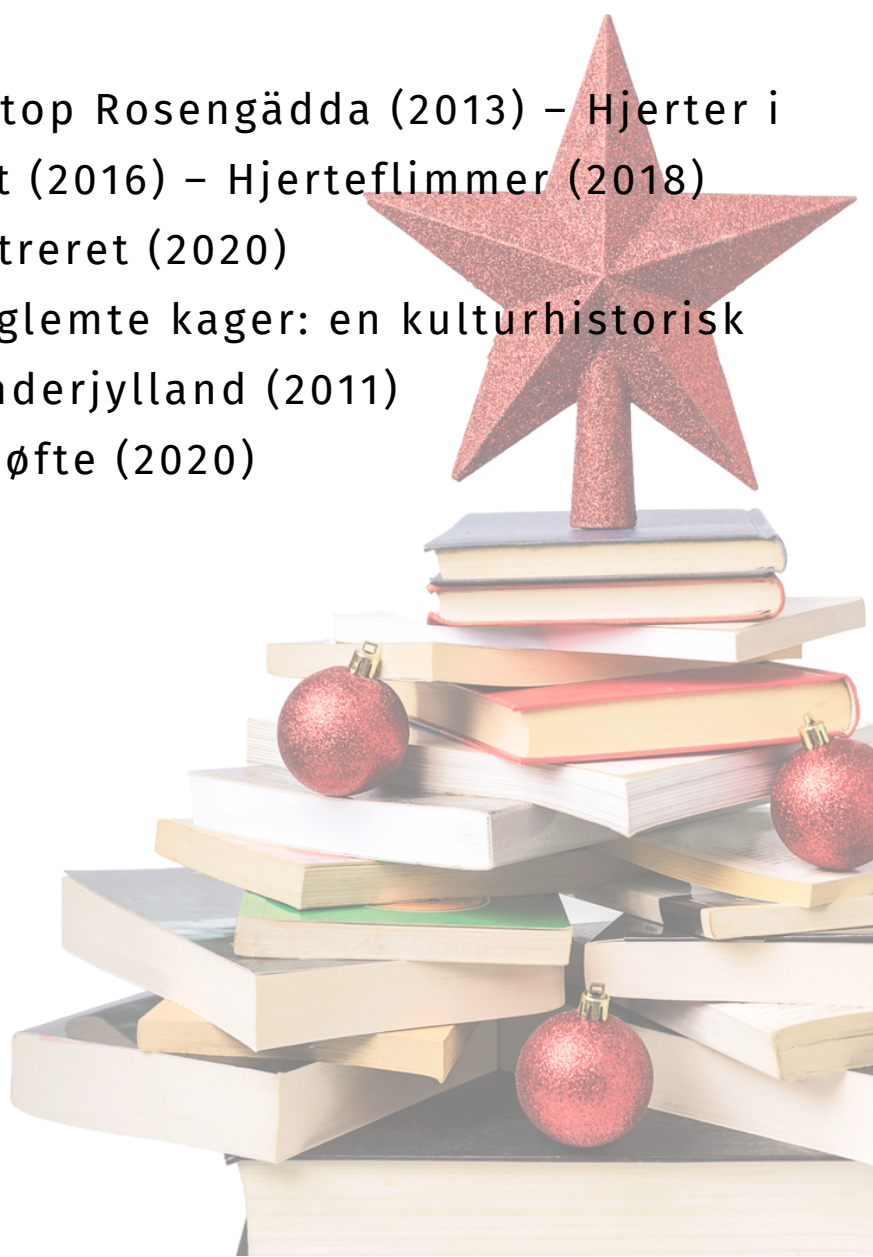 top Rosengädda (2013) – Hjerter i
t (2016) – Hjerteflimmer (2018)
treret (2020)
glemte kager: en kulturhistorisk
nderjylland (2011)
øfte (2020)